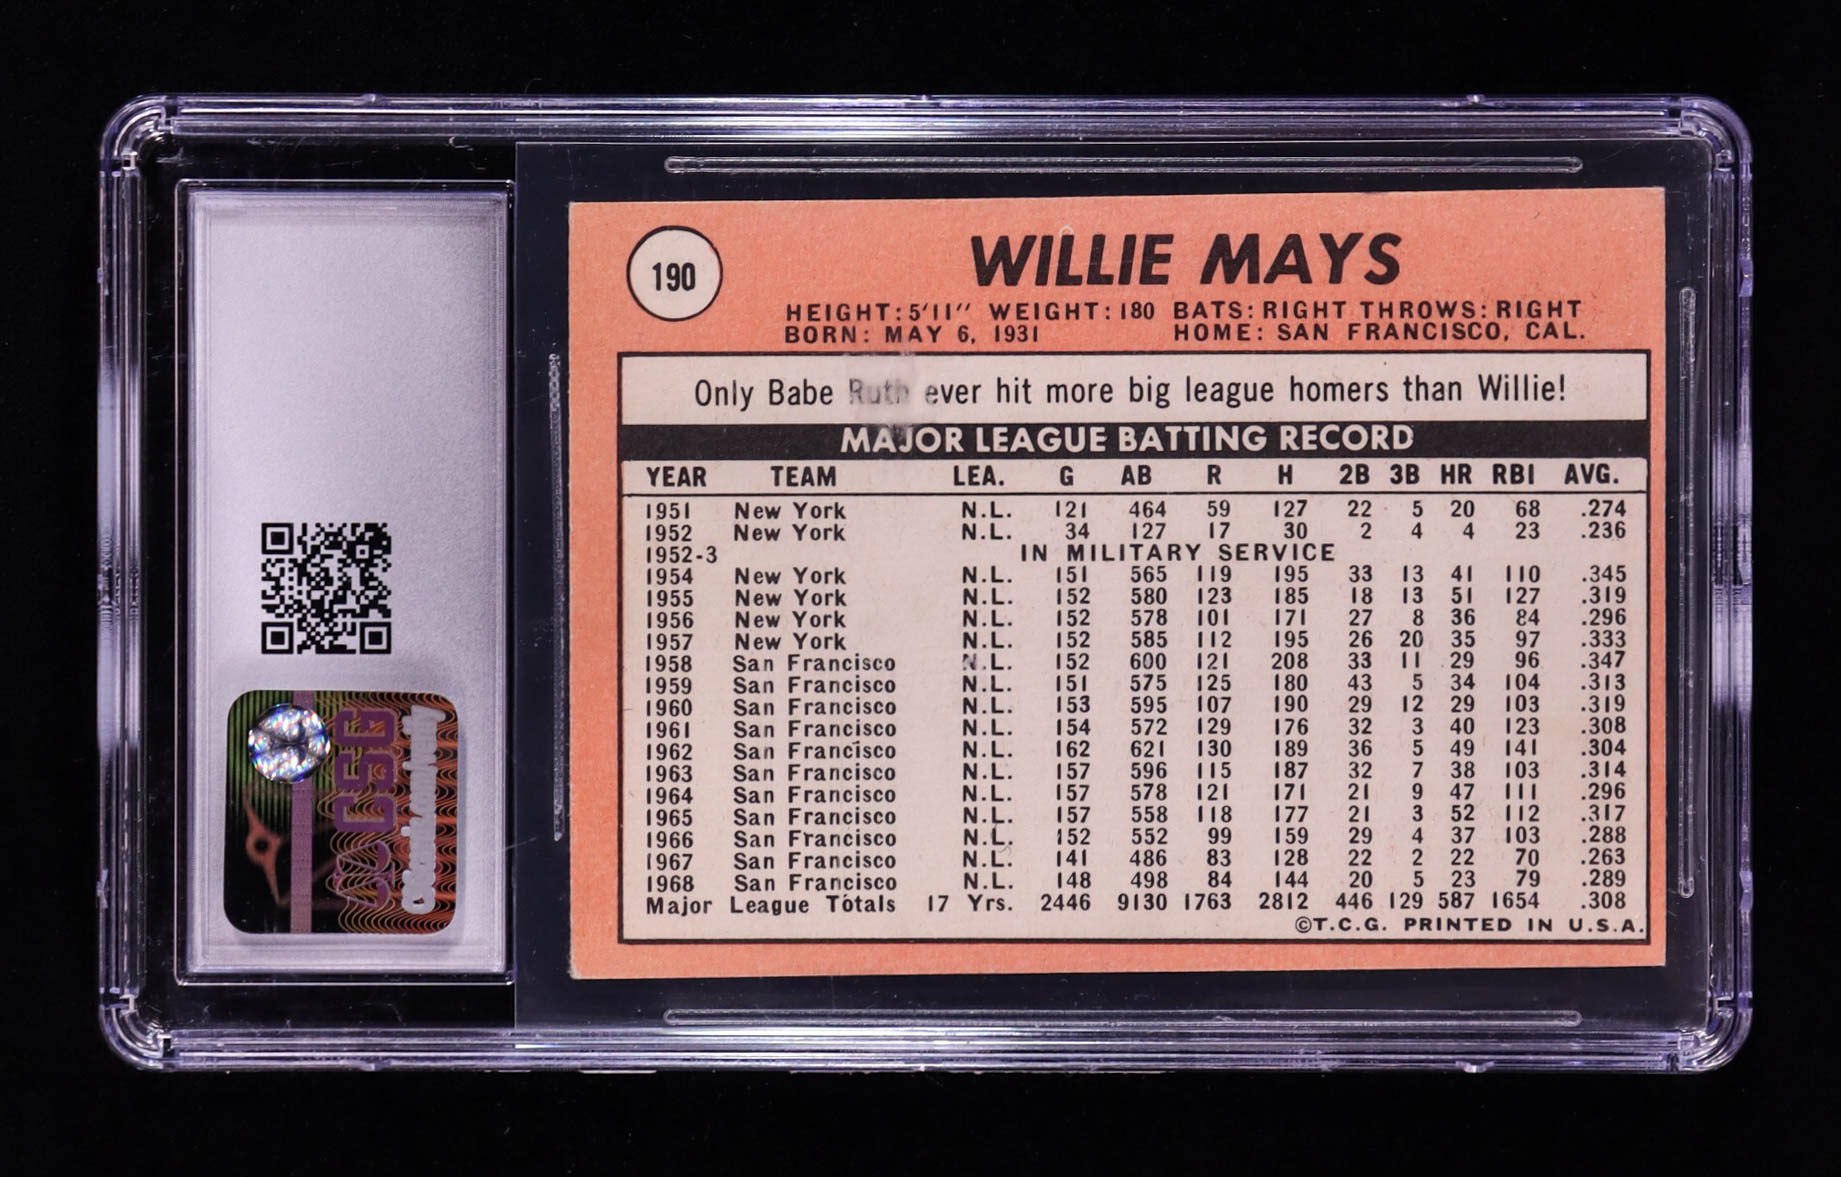 190
WILLIE MAYS
HEIGHT: 5'11" WEIGHT: 180 BATS: RIGHT THROWS: RIGHT
BORN: MAY 6, 1931 HOME: SAN FRANCISCO, CAL.
Only Babe Ruth ever hit more big league homers than Willie!
MAJOR LEAGUE BATTING RECORD
YEAR TEAM LEA. G AB R H 2B 3B HR RBI AVG.
1951 New York N.L. 121 464 59 127 22 5 20 68 .274
1952 New York N.L. 34 127 17 30 2 4 4 23 .236
1952-3 IN MILITARY SERVICE
1954 New York N.L. 151 565 119 195 33 13 41 110 .345
1955 New York N.L. 152 580 123 185 18 13 51 127 .319
1956 New York N.L. 152 578 101 171 27 8 36 84 .296
1957 New York N.L. 152 585 112 195 26 20 35 97 .333
1958 San Francisco N.L. 152 600 121 208 33 11 29 96 .347
1959 San Francisco N.L. 151 575 125 180 43 5 34 104 .313
1960 San Francisco N.L. 153 595 107 190 29 12 29 103 .319
1961 San Francisco N.L. 154 572 129 176 32 3 40 123 .308
1962 San Francisco N.L. 162 621 130 189 36 5 49 141 .304
1963 San Francisco N.L. 157 596 115 187 32 7 38 103 .314
1964 San Francisco N.L. 157 578 121 171 21 9 47 111 .296
1965 San Francisco N.L. 157 558 118 177 21 3 52 112 .317
1966 San Francisco N.L. 152 552 99 159 29 4 37 103 .288
1967 San Francisco N.L. 141 486 83 128 22 2 22 70 .263
1968 San Francisco N.L. 148 498 84 144 20 5 23 79 .289
Major League Totals 17 Yrs. 2446 9130 1763 2812 446 129 587 1654 .308
©T.C.G. PRINTED IN U.S.A.
CSG